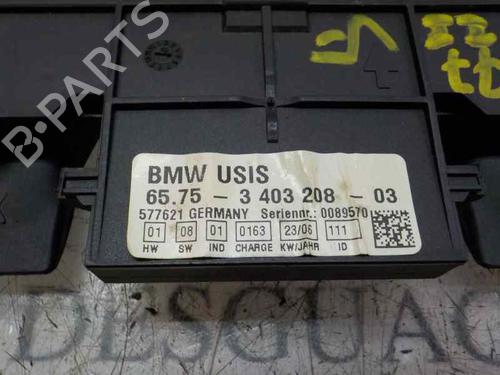 B-PARTS
BMW USIS
65.75 - 3 403 208 - 03
577621 GERMANY Seriennr.: 0089570
01 08 01 0163 23/06 111
HW SW IND CHARGE KW/JAHR ID
DESGUAC